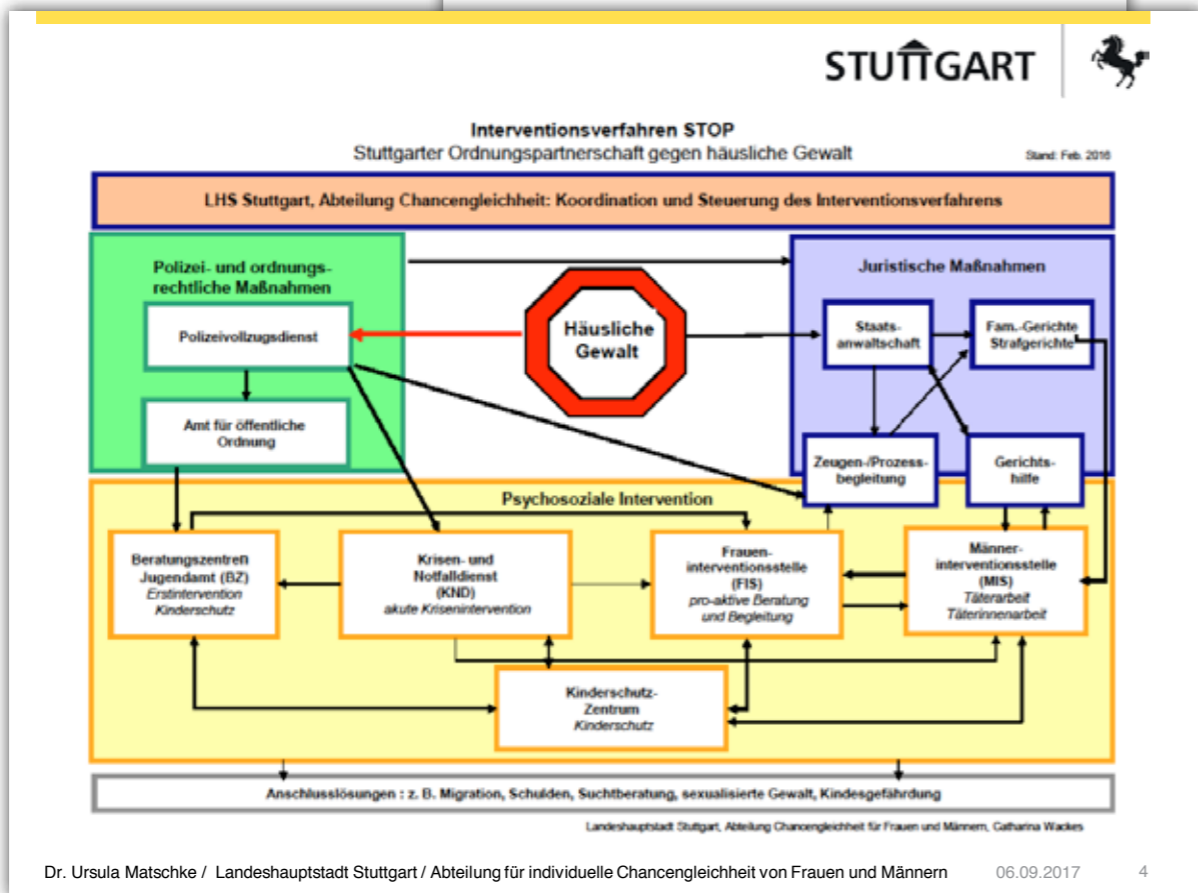 STUTTGART
Interventionsverfahren STOP
Stuttgarter Ordnungspartnerschaft gegen häusliche Gewalt
Stand: Feb. 2016
LHS Stuttgart, Abteilung Chancengleichheit: Koordination und Steuerung des Interventionsverfahrens
Polizei- und ordnungs-
rechtliche Maßnahmen
Polizeivollzugsdienst
Amt für öffentliche
Ordnung
Häusliche
Gewalt
Juristische Maßnahmen
Staats-
anwaltschaft
Fam.-Gerichte
Strafgerichte
Zeugen-/Prozess-
begleitung
Gerichts-
hilfe
Psychosoziale Intervention
Beratungszentren
Jugendamt (BZ)
Erstintervention
Kinderschutz
Krisen- und
Notfalldienst
(KND)
akute Krisenintervention
Frauen-
interventionsstelle
(FIS)
pro-aktive Beratung
und Begleitung
Männer-
interventionsstelle
(MIS)
Täterarbeit
Täterinnenarbeit
Kinderschutz-
Zentrum
Kinderschutz
Anschlusslösungen : z. B. Migration, Schulden, Suchtberatung, sexualisierte Gewalt, Kindesgefährdung
Landeshauptstadt Stuttgart, Abteilung Chancengleichheit für Frauen und Männern, Catharina Wackes
Dr. Ursula Matschke / Landeshauptstadt Stuttgart / Abteilung für individuelle Chancengleichheit von Frauen und Männern 06.09.2017 4